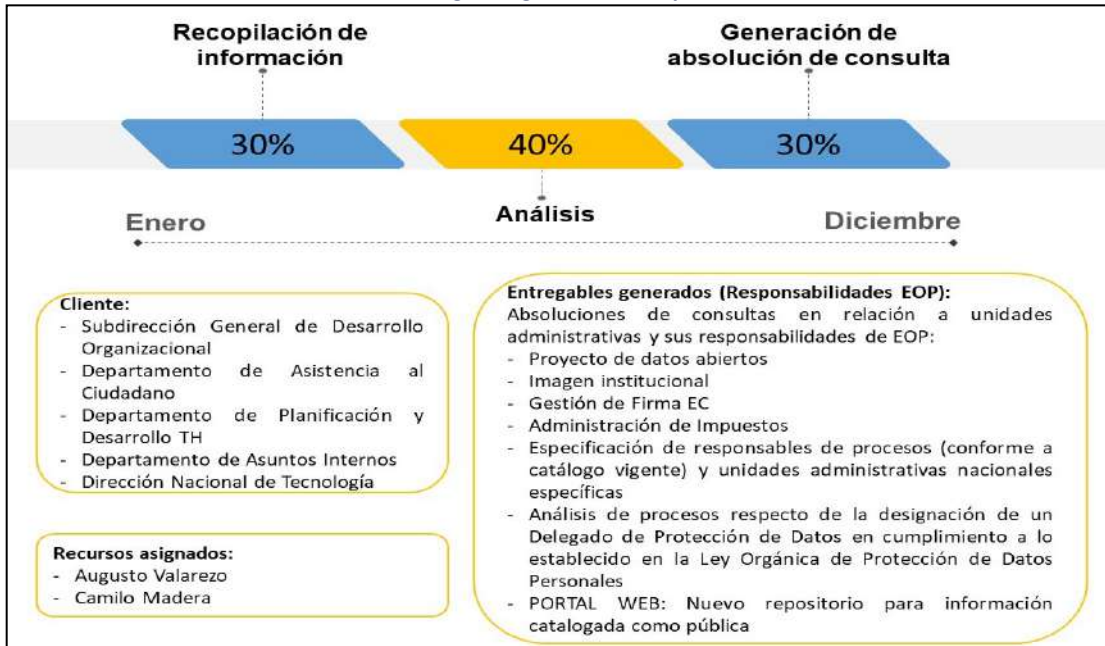 Recopilación de
información
Generación de
absolución de consulta
30%
40%
30%
Análisis
Enero
Diciembre
Cliente:
- Subdirección General de Desarrollo
Organizacional
- Departamento de Asistencia al
Ciudadano
- Departamento de Planificación y
Desarrollo TH
- Departamento de Asuntos Internos
- Dirección Nacional de Tecnología
Recursos asignados:
- Augusto Valarezo
- Camilo Madera
Entregables generados (Responsabilidades EOP):
Absoluciones de consultas en relación a unidades
administrativas y sus responsabilidades de EOP:
- Proyecto de datos abiertos
- Imagen institucional
- Gestión de Firma EC
- Administración de Impuestos
- Especificación de responsables de procesos (conforme a
catálogo vigente) y unidades administrativas nacionales
específicas
- Análisis de procesos respecto de la designación de un
Delegado de Protección de Datos en cumplimiento a lo
establecido en la Ley Orgánica de Protección de Datos
Personales
- PORTAL WEB: Nuevo repositorio para información
catalogada como pública